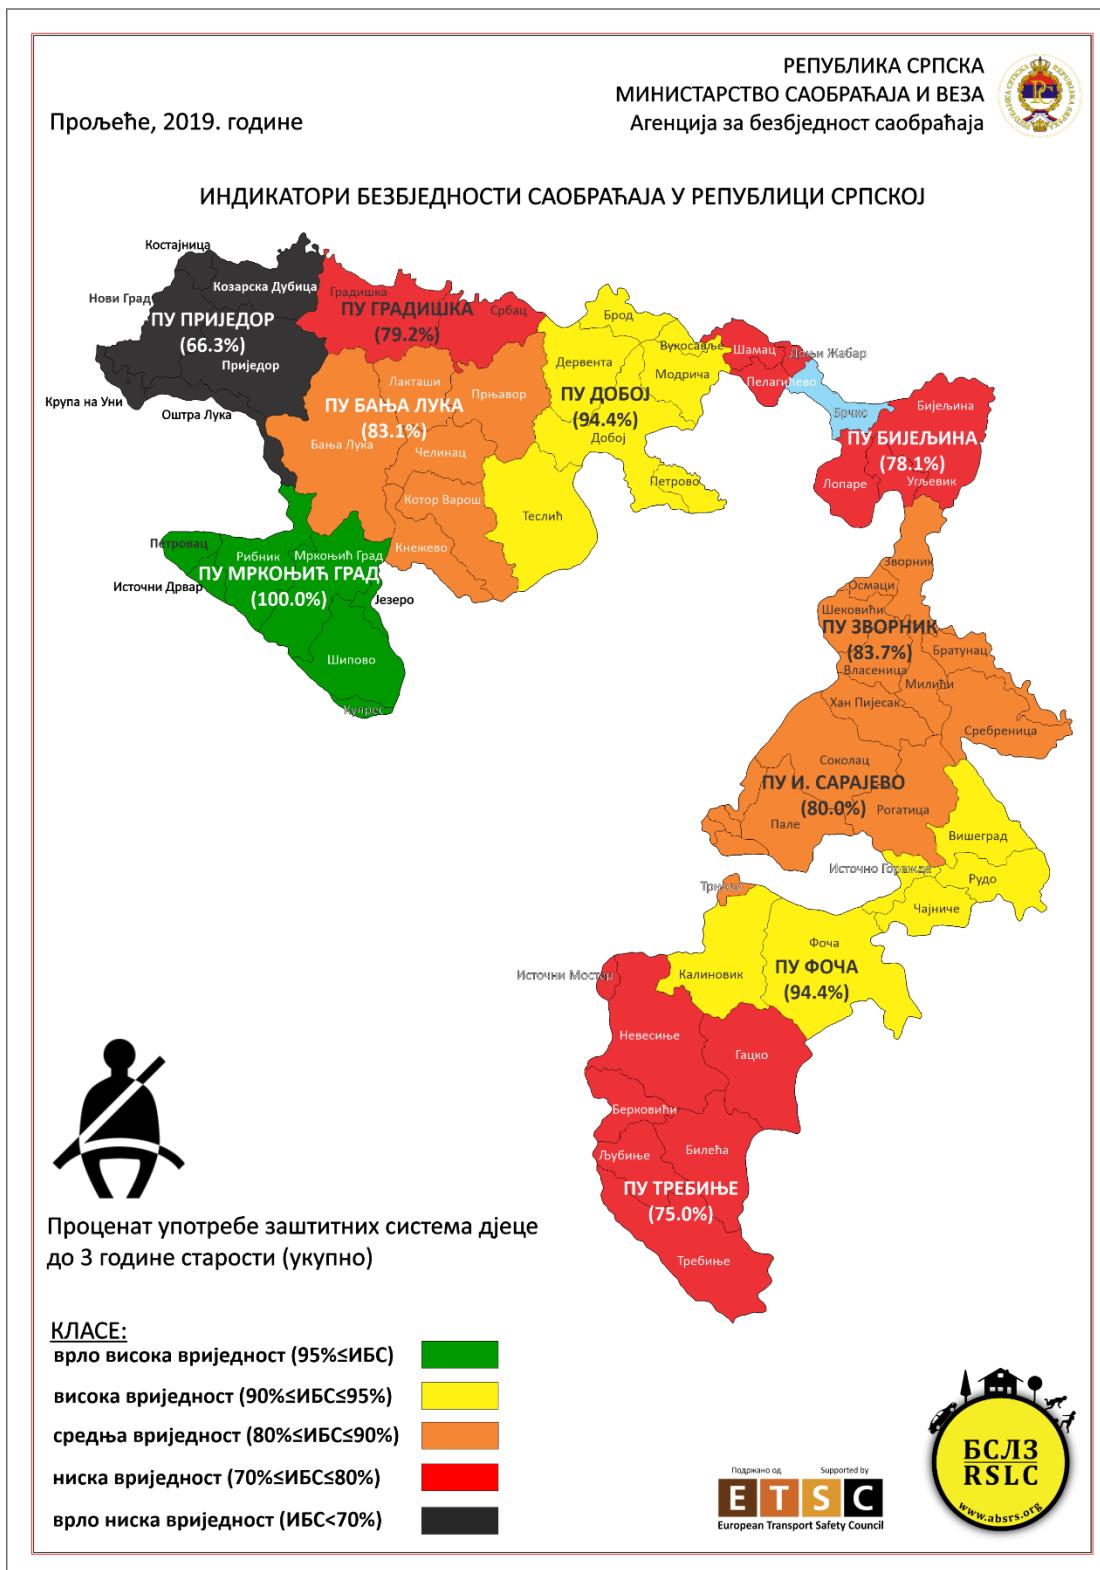 РЕПУБЛИКА СРПСКА
МИНИСТАРСТВО САОБРАЋАЈА И ВЕЗА
Агенција за безбједност саобраћаја
Прољеће, 2019. године
ИНДИКАТОРИ БЕЗБЈЕДНОСТИ САОБРАЋАЈА У РЕПУБЛИЦИ СРПСКОЈ
Костајница
Козарска Дубица
Нови Град
ПУ ПРИЈЕДОР
(66.3%)
Приједор
Крупа на Уни
Оштра Лука
Градишка
ПУ ГРАДИШКА
(79.2%)
Србац
Лакташи
Прњавор
ПУ БАЊА ЛУКА
(83.1%)
Бања Лука
Челинац
Котор Варош
Кнежево
Брод
Вукосавље
Дервента
Модрича
ПУ ДОБОЈ
(94.4%)
Добој
Петрово
Теслић
Шамац
Доњи Жабар
Пелагићево
Брчко
Бијељина
ПУ БИЈЕЉИНА
(78.1%)
Лопаре
Угљевик
Петровац
Рибник
Мркоњић Град
ПУ МРКОЊИЋ ГРАД
(100.0%)
Источни Дрвар
Језеро
Шипово
Купрес
Зворник
Осмаци
Шековићи
ПУ ЗВОРНИК
(83.7%)
Братунац
Власеница
Милићи
Хан Пијесак
Сребреница
Соколац
ПУ И. САРАЈЕВО
(80.0%)
Рогатица
Пале
Вишеград
Источно Горажде
Рудо
Трново
Чајниче
Фоча
ПУ ФОЧА
(94.4%)
Калиновик
Источни Мостар
Невесиње
Гацко
Берковићи
Љубиње
Билећа
ПУ ТРЕБИЊЕ
(75.0%)
Требиње
Проценат употребе заштитних система дјеце
до 3 године старости (укупно)
КЛАСЕ:
врло висока вриједност (95%≤ИБС)
висока вриједност (90%≤ИБС≤95%)
средња вриједност (80%≤ИБС≤90%)
ниска вриједност (70%≤ИБС≤80%)
врло ниска вриједност (ИБС<70%)
Подржано од Supported by
ETSC
European Transport Safety Council
БСЛЗ
RSLC
www.absrs.org